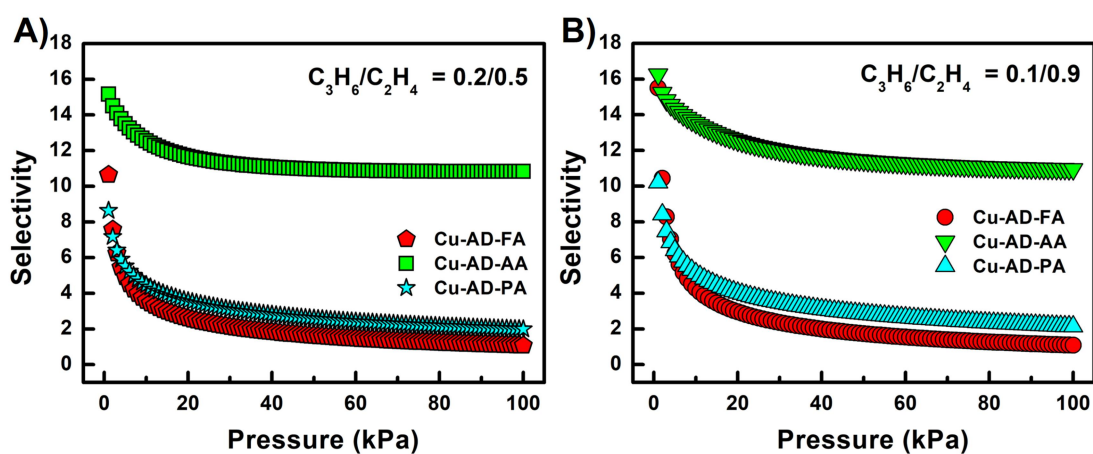 A)
C₃H₆/C₂H₄ = 0.2/0.5
Selectivity
18
16
14
12
10
8
6
4
2
0
Cu-AD-FA
Cu-AD-AA
Cu-AD-PA
0 20 40 60 80 100
Pressure (kPa)
B)
C₃H₆/C₂H₄ = 0.1/0.9
Selectivity
18
16
14
12
10
8
6
4
2
0
Cu-AD-FA
Cu-AD-AA
Cu-AD-PA
0 20 40 60 80 100
Pressure (kPa)